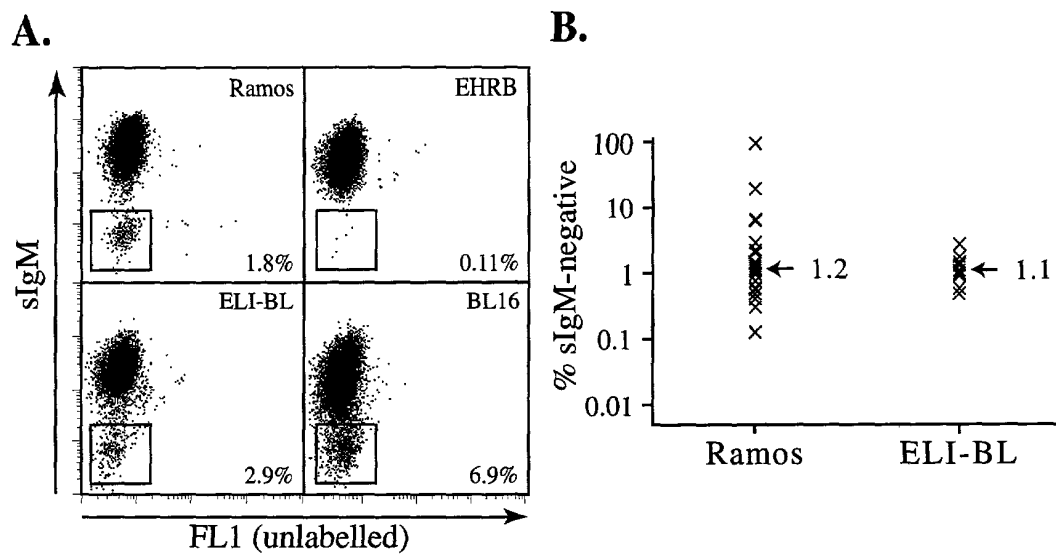 A.
Ramos
EHRB
1.8%
0.11%
ELI-BL
BL16
2.9%
6.9%
sIgM
FL1 (unlabelled)
B.
% sIgM-negative
100
10
1
0.1
0.01
1.2
1.1
Ramos
ELI-BL